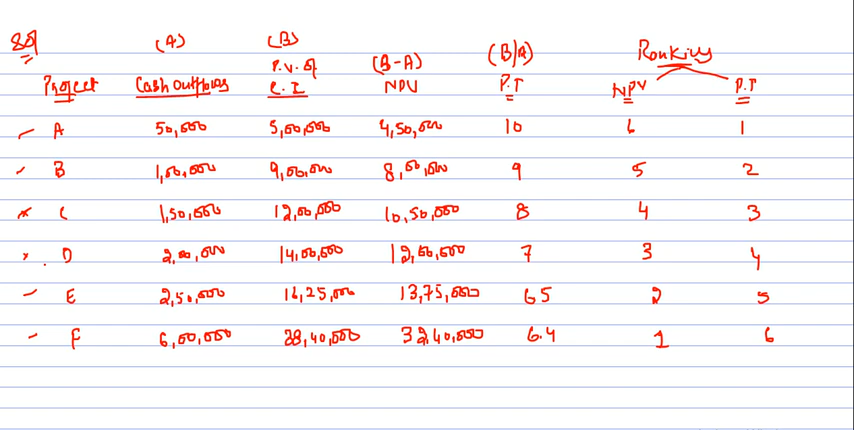 Sol
(A) (B)
Project Cash Outflows P.V. of C.I (B-A) NPV (B/A) P.I Ranking NPV P.I
A 50,000 5,00,000 4,50,000 10 6 1
B 1,00,000 9,00,000 8,00,000 9 5 2
C 1,50,000 12,00,000 10,50,000 8 4 3
D 2,00,000 14,00,000 12,00,000 7 3 4
E 2,50,000 16,25,000 13,75,000 6.5 2 5
F 6,00,000 38,40,000 32,40,000 6.4 1 6